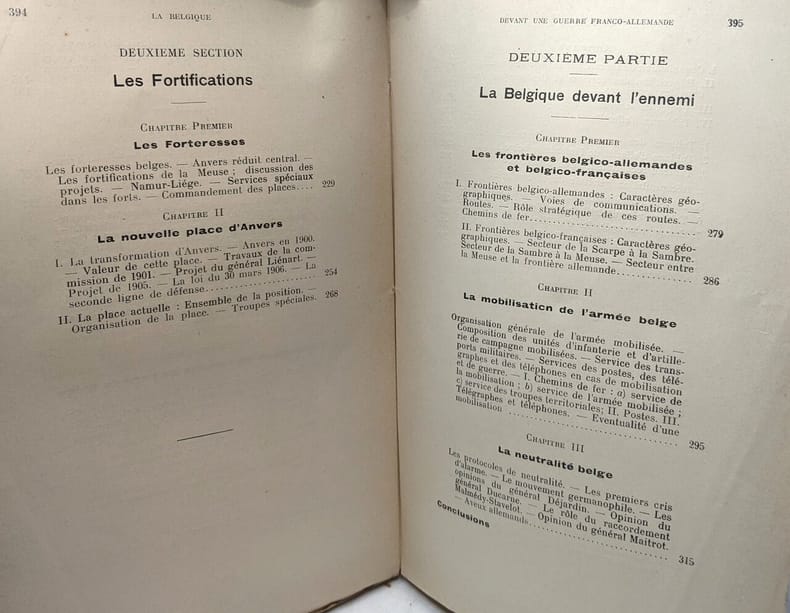 394
LA BELGIQUE
DEUXIEME SECTION
Les Fortifications
CHAPITRE PREMIER
Les Forteresses
Les forteresses belges. — Anvers réduit central. —
Les fortifications de la Meuse ; discussion des
projets. — Namur-Liége. — Services spéciaux
dans les forts. — Commandement des places.... 229
CHAPITRE II
La nouvelle place d'Anvers
I. La transformation d'Anvers. — Anvers en 1900.
— Valeur de cette place. — Travaux de la com-
mission de 1901. — Projet du général Liénart. —
Projet de 1905. — La loi du 30 mars 1906. — La
seconde ligne de défense.................... 254
II. La place actuelle : Ensemble de la position. —
Organisation de la place. — Troupes spéciales. 268
DEVANT UNE GUERRE FRANCO-ALLEMANDE
395
DEUXIÈME PARTIE
La Belgique devant l'ennemi
CHAPITRE PREMIER
Les frontières belgico-allemandes
et belgico-françaises
I. Frontières belgico-allemandes : Caractères géo-
graphiques. — Voies de communications. —
Routes. — Rôle stratégique de ces routes. —
Chemins de fer............................ 279
II. Frontières belgico-françaises : Caractères géo-
graphiques. — Secteur de la Scarpe à la Sambre.
Secteur de la Sambre à la Meuse. — Secteur entre
la Meuse et la frontière allemande............. 286
CHAPITRE II
La mobilisation de l'armée belge
Organisation générale de l'armée mobilisée. —
Composition des unités d'infanterie et d'artille-
rie de campagne mobilisées. — Service des trans-
ports militaires. — Services des postes, des télé-
graphes et des téléphones en cas de mobilisation
et de guerre. — I. Chemins de fer : a) service de
la mobilisation ; b) service de l'armée mobilisée ;
c) service des troupes territoriales; II. Postes. III.
Télégraphes et téléphones. — Eventualité d'une
mobilisation ............................ 295
CHAPITRE III
La neutralité belge
Les protocoles de neutralité. — Les premiers cris
d'alarme. — Le mouvement germanophile. — Les
opinions du général Déjardin. — Opinion du
général Ducarne. — Le rôle du raccordement
Malmédy-Stavelot. — Opinion du général Maitrot.
— Aveux allemands........................ 315
Conclusions